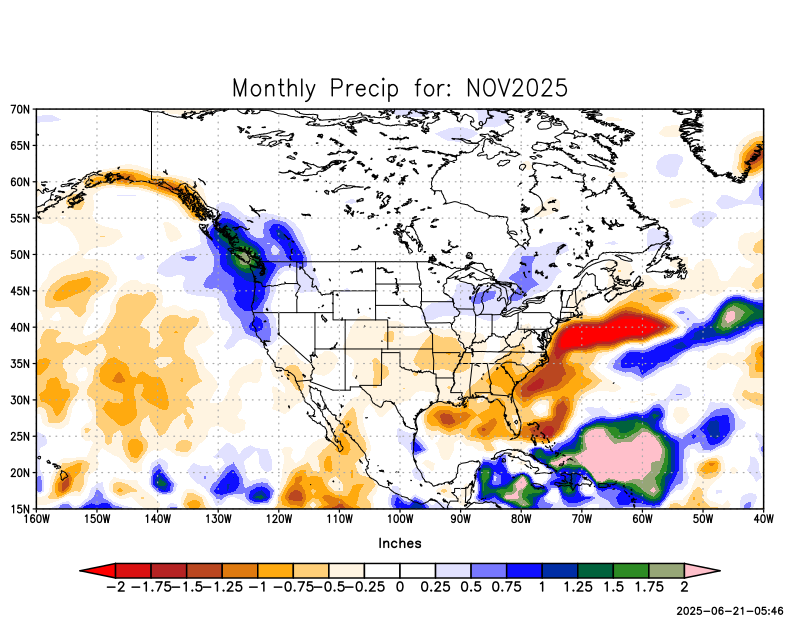 Monthly Precip for: NOV2025
70N
65N
60N
55N
50N
45N
40N
35N
30N
25N
20N
15N
160W 150W 140W 130W 120W 110W 100W 90W 80W 70W 60W 50W 40W
Inches
-2 -1.75 -1.5 -1.25 -1 -0.75 -0.5 -0.25 0 0.25 0.5 0.75 1 1.25 1.5 1.75 2
2025-06-21-05:46